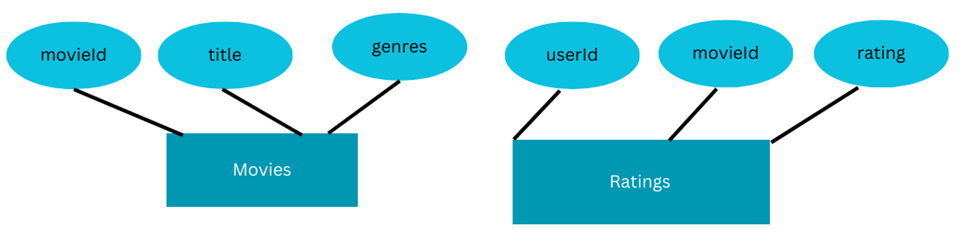 movieId
title
genres
userId
movieId
rating
Movies
Ratings